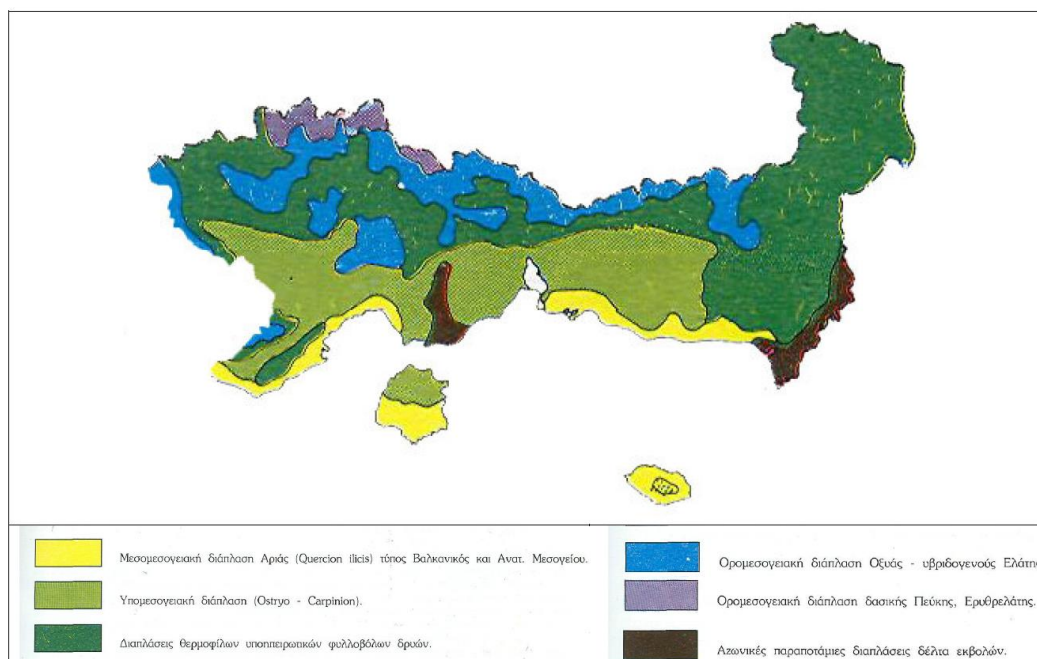 Μεσομεσογειακή διάπλαση Αριάς (Quercion ilicis) τύπος Βαλκανικός και Ανατ. Μεσογείου.
Υπομεσογειακή διάπλαση (Ostryo - Carpinion).
Διαπλάσεις θερμοφίλων υποηπειρωτικών φυλλοβόλων δρυών.
Ορομεσογειακή διάπλαση Οξυάς - υβριδογενούς Ελάτης
Ορομεσογειακή διάπλαση δασικής Πεύκης, Ερυθρελάτης.
Αζωνικές παραποτάμιες διαπλάσεις δέλτα εκβολών.